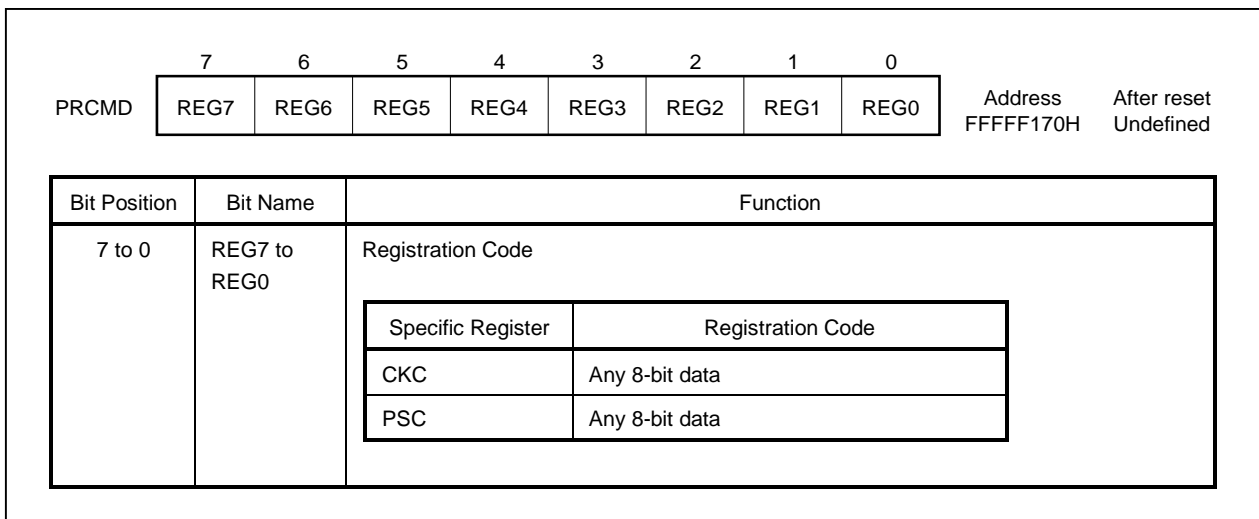 7 6 5 4 3 2 1 0
PRCMD REG7 REG6 REG5 REG4 REG3 REG2 REG1 REG0 Address FFFFF170H After reset Undefined
Bit Position Bit Name Function
7 to 0 REG7 to REG0 Registration Code
Specific Register Registration Code
CKC Any 8-bit data
PSC Any 8-bit data